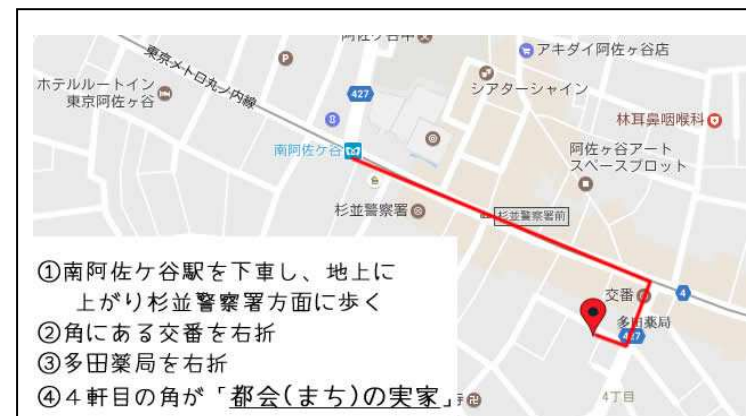 東京メトロ丸ノ内線
アキダイ阿佐ヶ谷店
ホテルルートイン
東京阿佐ヶ谷
シアターシャイン
427
林耳鼻咽喉科
南阿佐ケ谷
阿佐ヶ谷アート
スペースプロット
杉並警察署
杉並警察署前
①南阿佐ケ谷駅を下車し、地上に
上がり杉並警察署方面に歩く
②角にある交番を右折
③多田薬局を右折
④4軒目の角が「都会(まち)の実家」
交番
4
多田薬局
427
4丁目